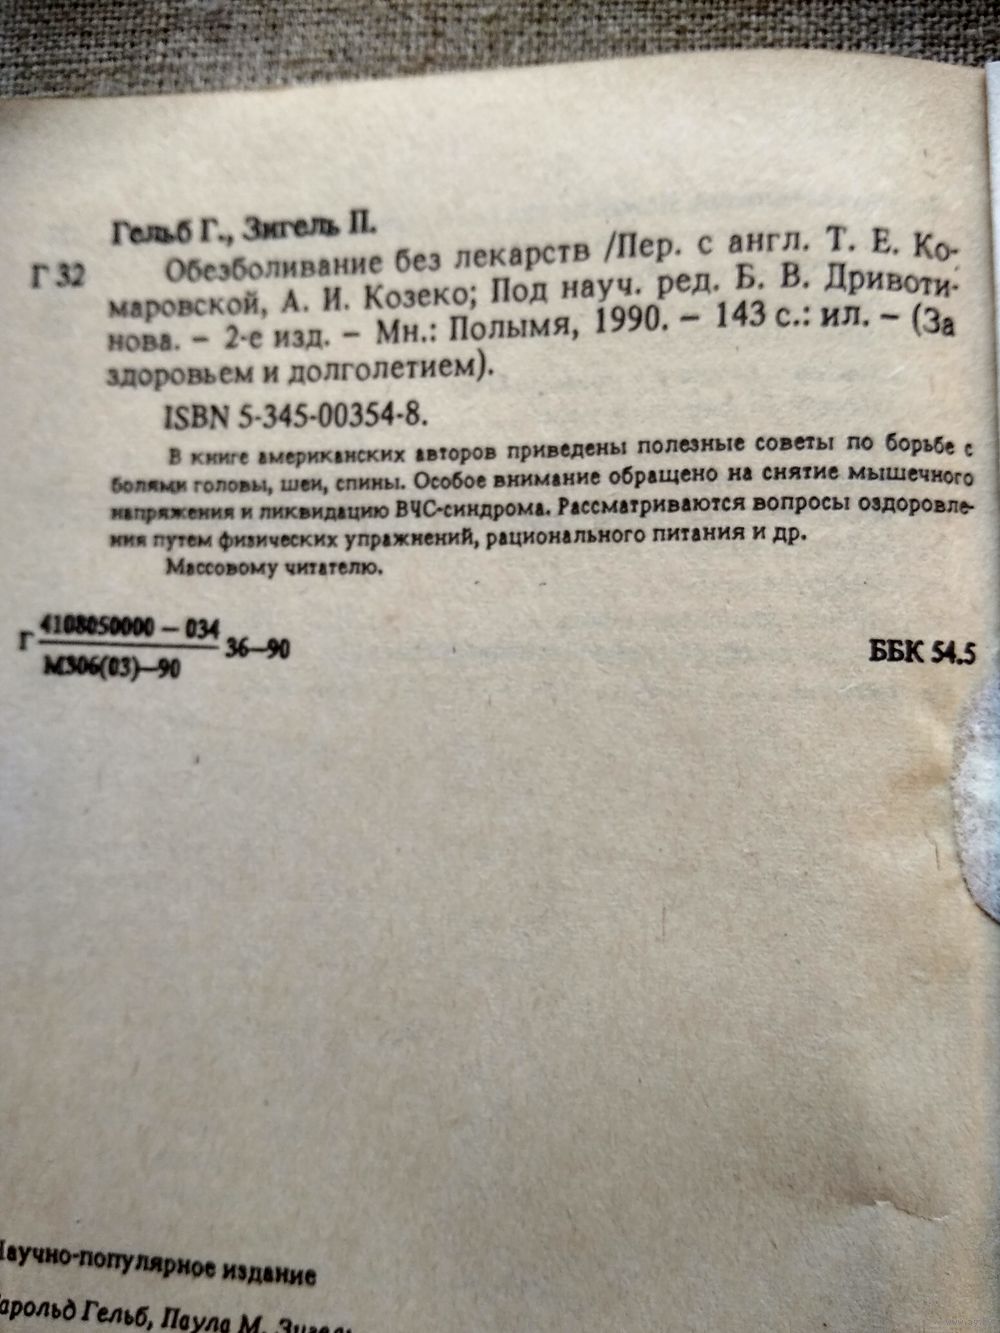 Гельб Г., Зигель П.
Г 32 Обезболивание без лекарств /Пер. с англ. Т. Е. Ко-
маровской, А. И. Козеко; Под науч. ред. Б. В. Дривоти-
нова. – 2-е изд. – Мн.: Полымя, 1990. – 143 с.: ил. – (За
здоровьем и долголетием).
ISBN 5-345-00354-8.
В книге американских авторов приведены полезные советы по борьбе с
болями головы, шеи, спины. Особое внимание обращено на снятие мышечного
напряжения и ликвидацию ВЧС-синдрома. Рассматриваются вопросы оздоровле-
ния путем физических упражнений, рационального питания и др.
Массовому читателю.
4108050000 – 034
Г 36–90
М306(03)–90
ББК 54.5
Научно-популярное издание
Гарольд Гельб, Паула М.